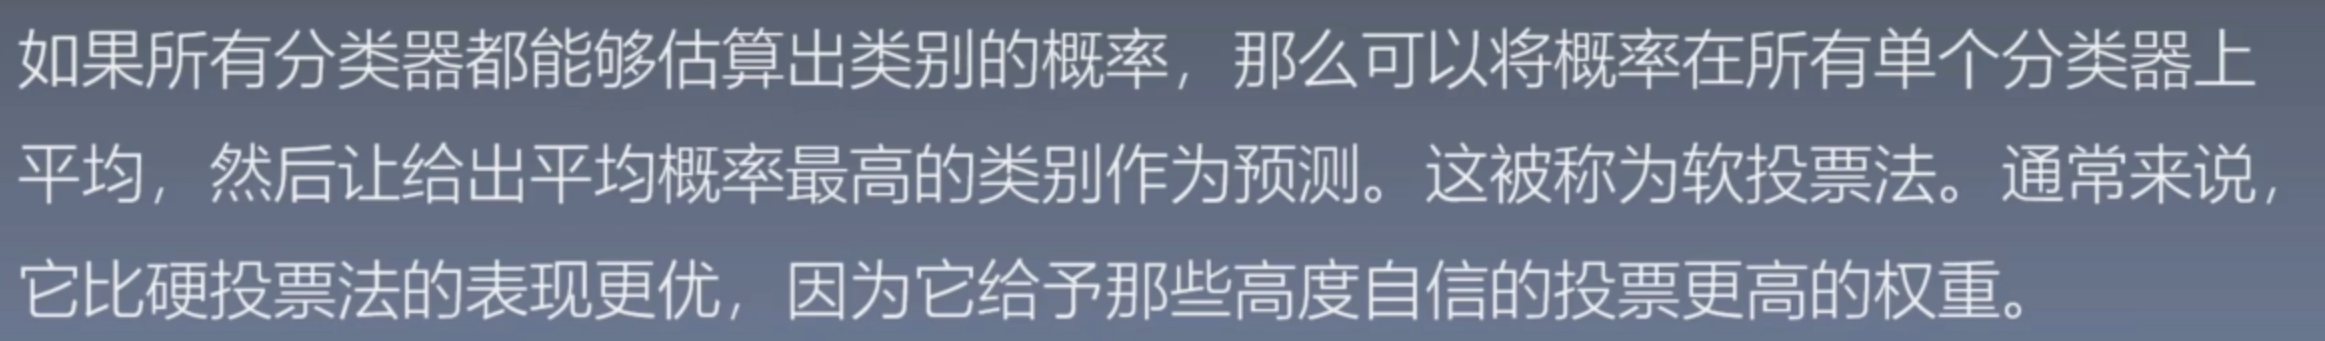 如果所有分类器都能够估算出类别的概率，那么可以将概率在所有单个分类器上
平均，然后让给出平均概率最高的类别作为预测。这被称为软投票法。通常来说，
它比硬投票法的表现更优，因为它给予那些高度自信的投票更高的权重。